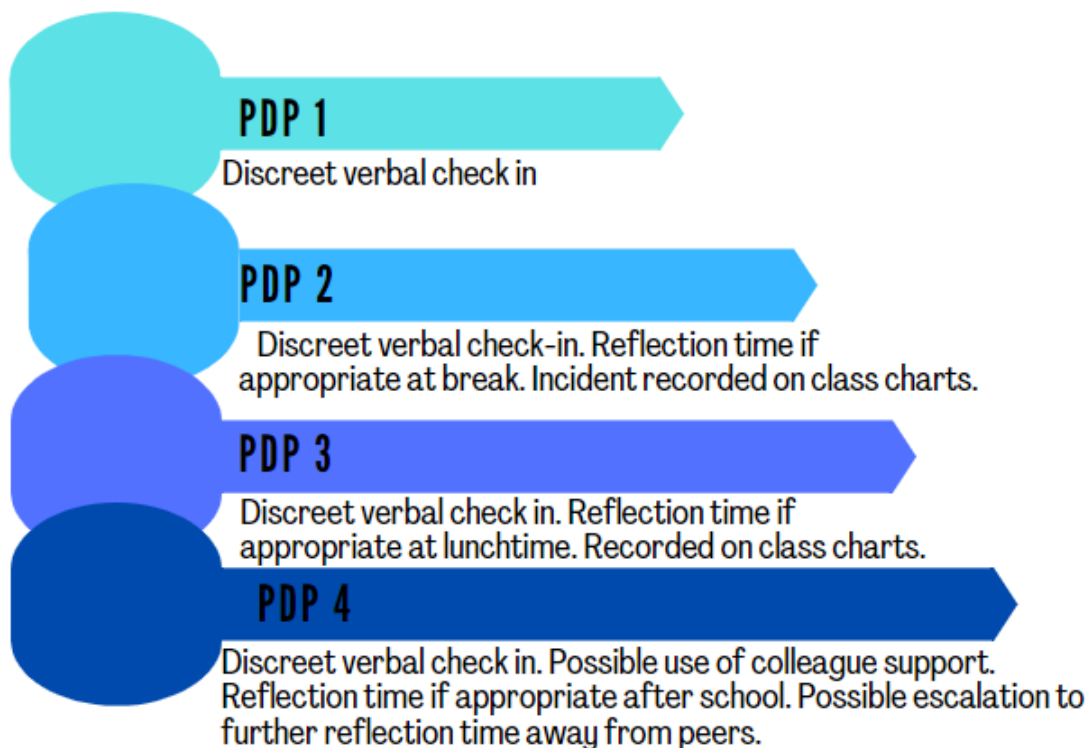 PDP 1
Discreet verbal check in
PDP 2
Discreet verbal check-in. Reflection time if
appropriate at break. Incident recorded on class charts.
PDP 3
Discreet verbal check in. Reflection time if
appropriate at lunchtime. Recorded on class charts.
PDP 4
Discreet verbal check in. Possible use of colleague support.
Reflection time if appropriate after school. Possible escalation to
further reflection time away from peers.